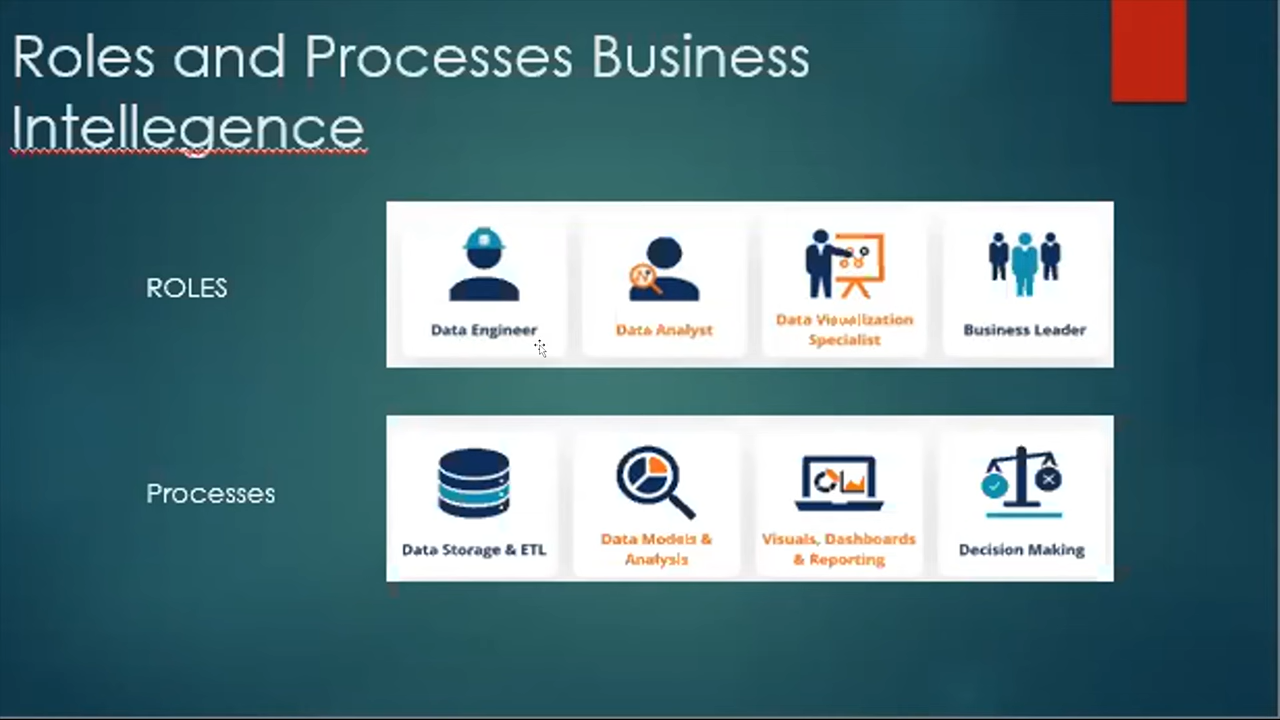 Roles and Processes Business
Intellegence
ROLES
Data Engineer
Data Analyst
Data Visualization
Specialist
Business Leader
Processes
Data Storage & ETL
Data Models &
Analysis
Visuals, Dashboards
& Reporting
Decision Making